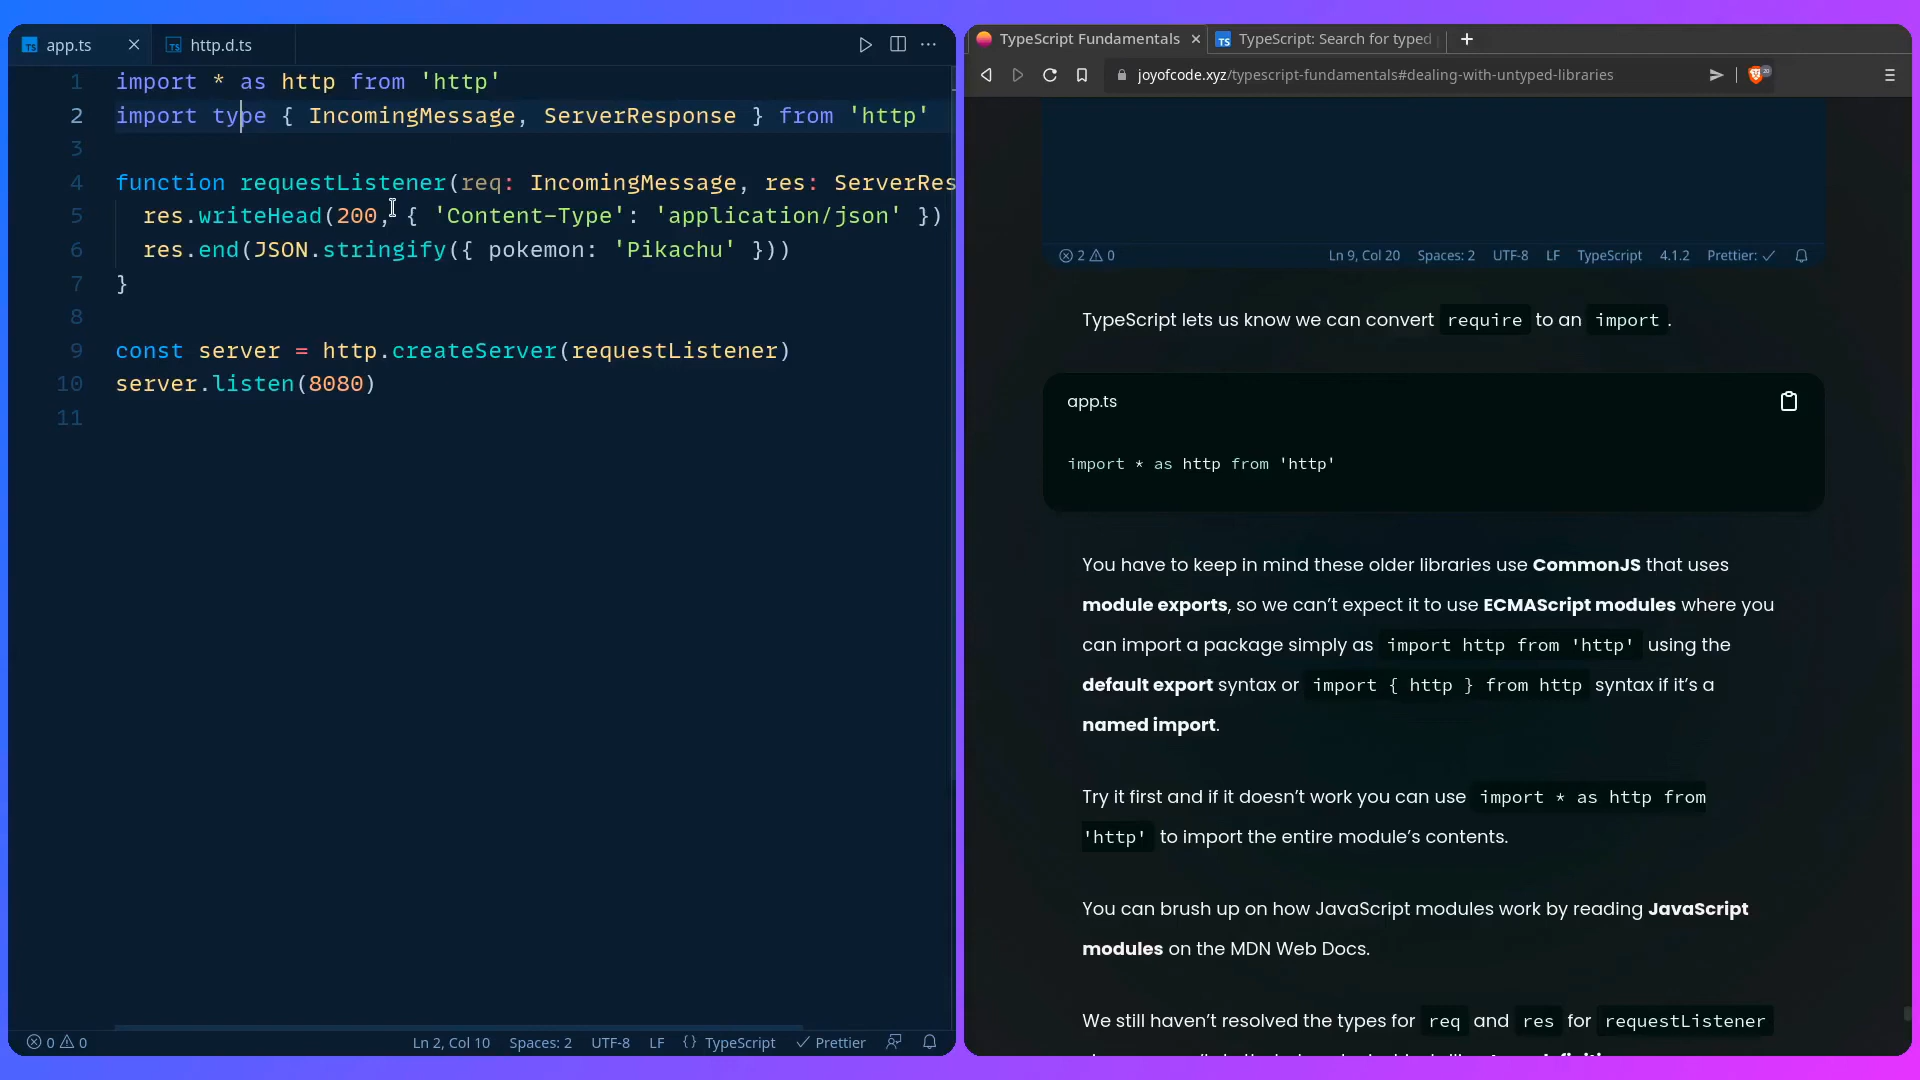 app.ts
http.d.ts
1 import * as http from 'http'
2 import type { IncomingMessage, ServerResponse } from 'http'
3
4 function requestListener(req: IncomingMessage, res: ServerRes
5 res.writeHead(200, { 'Content-Type': 'application/json' })
6 res.end(JSON.stringify({ pokemon: 'Pikachu' }))
7 }
8
9 const server = http.createServer(requestListener)
10 server.listen(8080)
11
0 0
Ln 2, Col 10 Spaces: 2 UTF-8 LF {} TypeScript Prettier
TypeScript Fundamentals
TypeScript: Search for typed
joyofcode.xyz/typescript-fundamentals#dealing-with-untyped-libraries
2 0 Ln 9, Col 20 Spaces: 2 UTF-8 LF TypeScript 4.1.2 Prettier:
TypeScript lets us know we can convert require to an import .
app.ts
import * as http from 'http'
You have to keep in mind these older libraries use CommonJS that uses
module exports, so we can't expect it to use ECMAScript modules where you
can import a package simply as import http from 'http' using the
default export syntax or import { http } from http syntax if it's a
named import.
Try it first and if it doesn't work you can use import * as http from
'http' to import the entire module's contents.
You can brush up on how JavaScript modules work by reading JavaScript
modules on the MDN Web Docs.
We still haven't resolved the types for req and res for requestListener